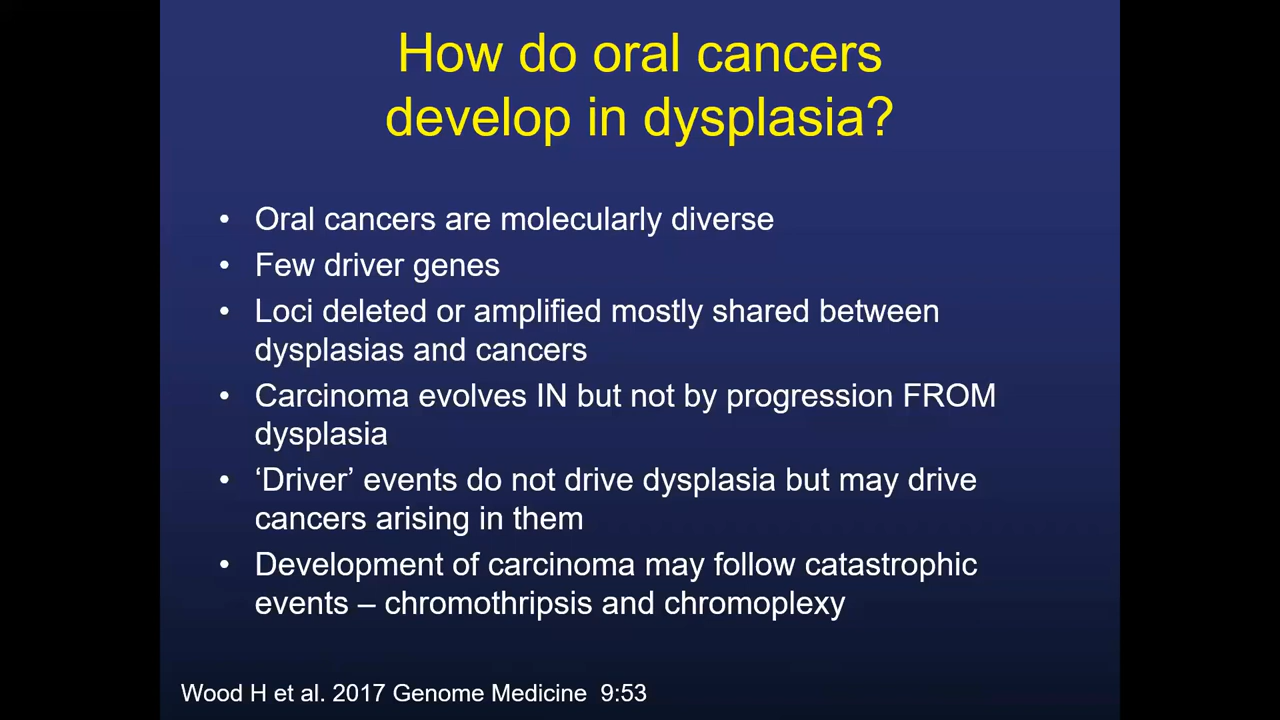 How do oral cancers
develop in dysplasia?
• Oral cancers are molecularly diverse
• Few driver genes
• Loci deleted or amplified mostly shared between
dysplasias and cancers
• Carcinoma evolves IN but not by progression FROM
dysplasia
• ‘Driver’ events do not drive dysplasia but may drive
cancers arising in them
• Development of carcinoma may follow catastrophic
events – chromothripsis and chromoplexy
Wood H et al. 2017 Genome Medicine  9:53